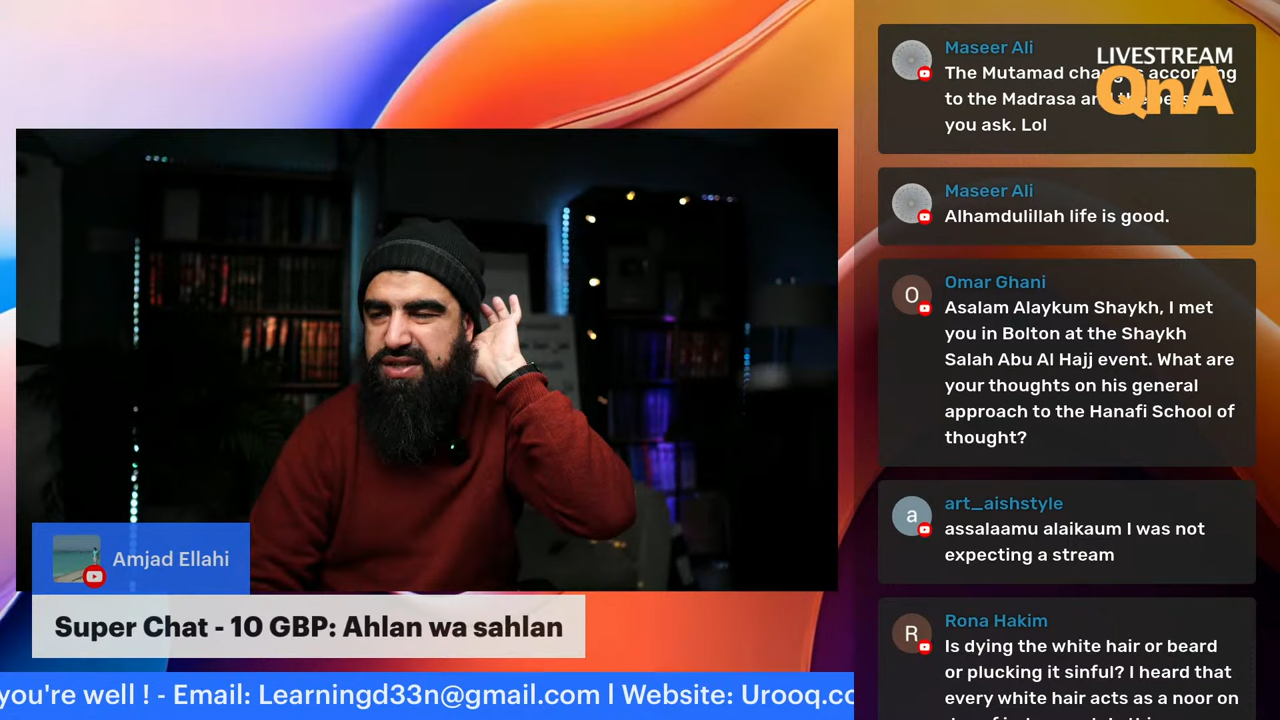 Maseer Ali
The Mutamad changes according
to the Madrasa and the person
you ask. Lol
LIVESTREAM
QnA
Maseer Ali
Alhamdulillah life is good.
O
Omar Ghani
Asalam Alaykum Shaykh, I met
you in Bolton at the Shaykh
Salah Abu Al Hajj event. What are
your thoughts on his general
approach to the Hanafi School of
thought?
a
art_aishstyle
assalaamu alaikaum I was not
expecting a stream
R
Rona Hakim
Is dying the white hair or beard
or plucking it sinful? I heard that
every white hair acts as a noor on
Amjad Ellahi
Super Chat - 10 GBP: Ahlan wa sahlan
you're well ! - Email: Learningd33n@gmail.com | Website: Urooq.co